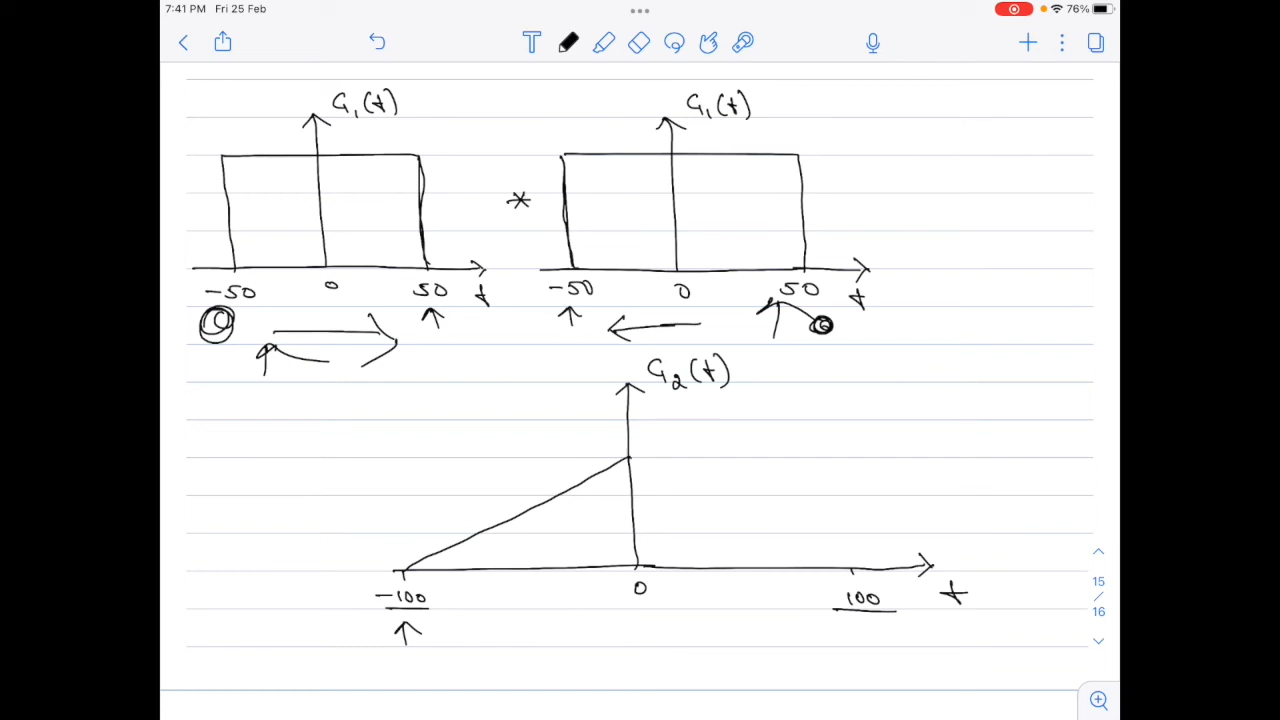 7:41 PM Fri 25 Feb
76%
G₁(f) G₁(f)
*
-50 0 50 f -50 0 50 f
G₂(f)
-100 0 100 f
15
/
16